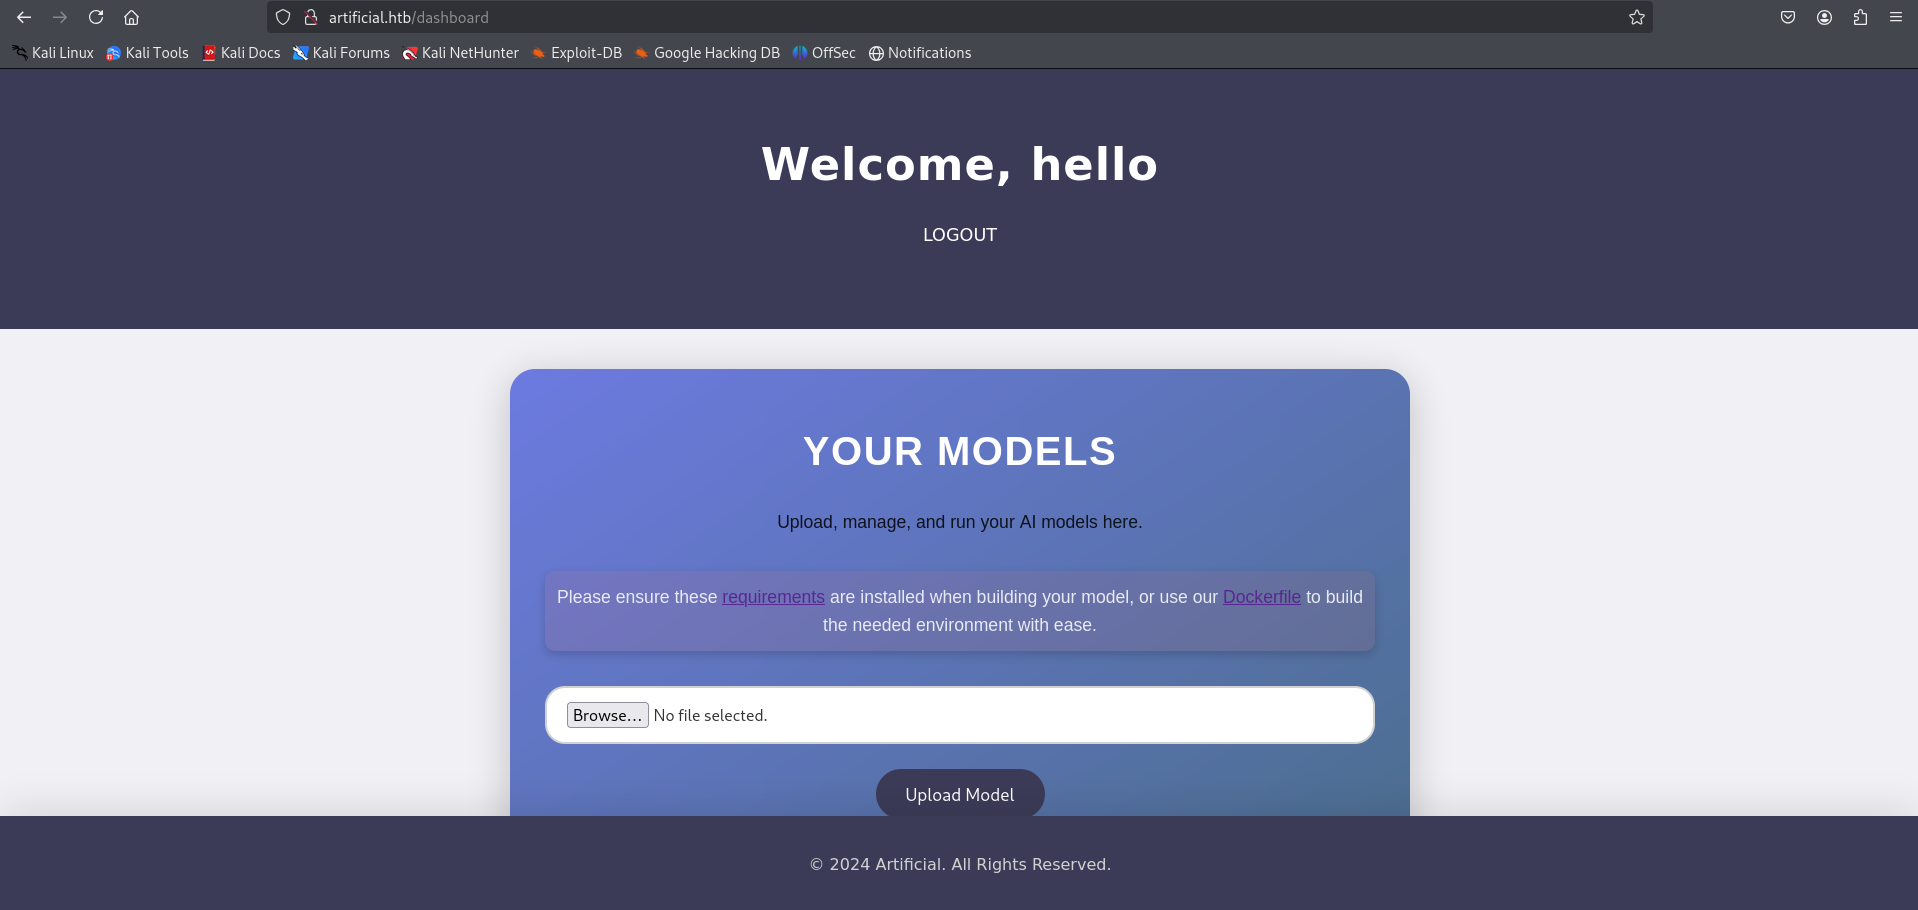 artificial.htb/dashboard
Kali Linux Kali Tools Kali Docs Kali Forums Kali NetHunter Exploit-DB Google Hacking DB OffSec Notifications
Welcome, hello
LOGOUT
YOUR MODELS
Upload, manage, and run your AI models here.
Please ensure these requirements are installed when building your model, or use our Dockerfile to build
the needed environment with ease.
Browse... No file selected.
Upload Model
© 2024 Artificial. All Rights Reserved.